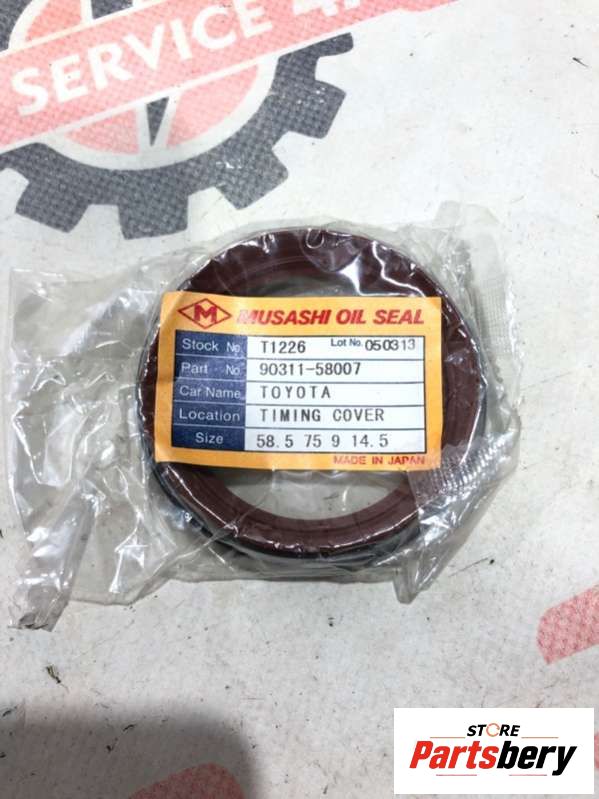 SERVICE 4
M MUSASHI OIL SEAL
Stock No. T1226 Lot No. 050313
Part No 90311-58007
Car Name TOYOTA
Location TIMING COVER
Size 58.5 75 9 14.5
MADE IN JAPAN
STORE
Partsbery